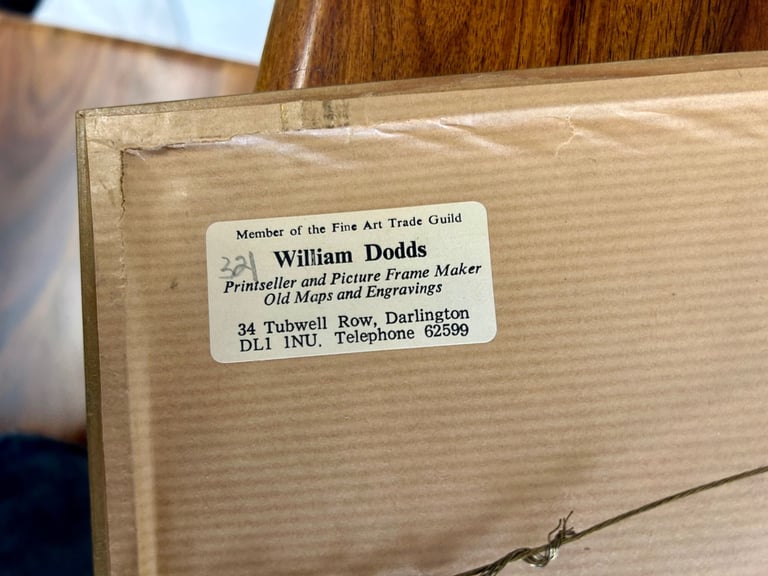 Member of the Fine Art Trade Guild
321 William Dodds
Printseller and Picture Frame Maker
Old Maps and Engravings
34 Tubwell Row, Darlington
DL1 1NU. Telephone 62599